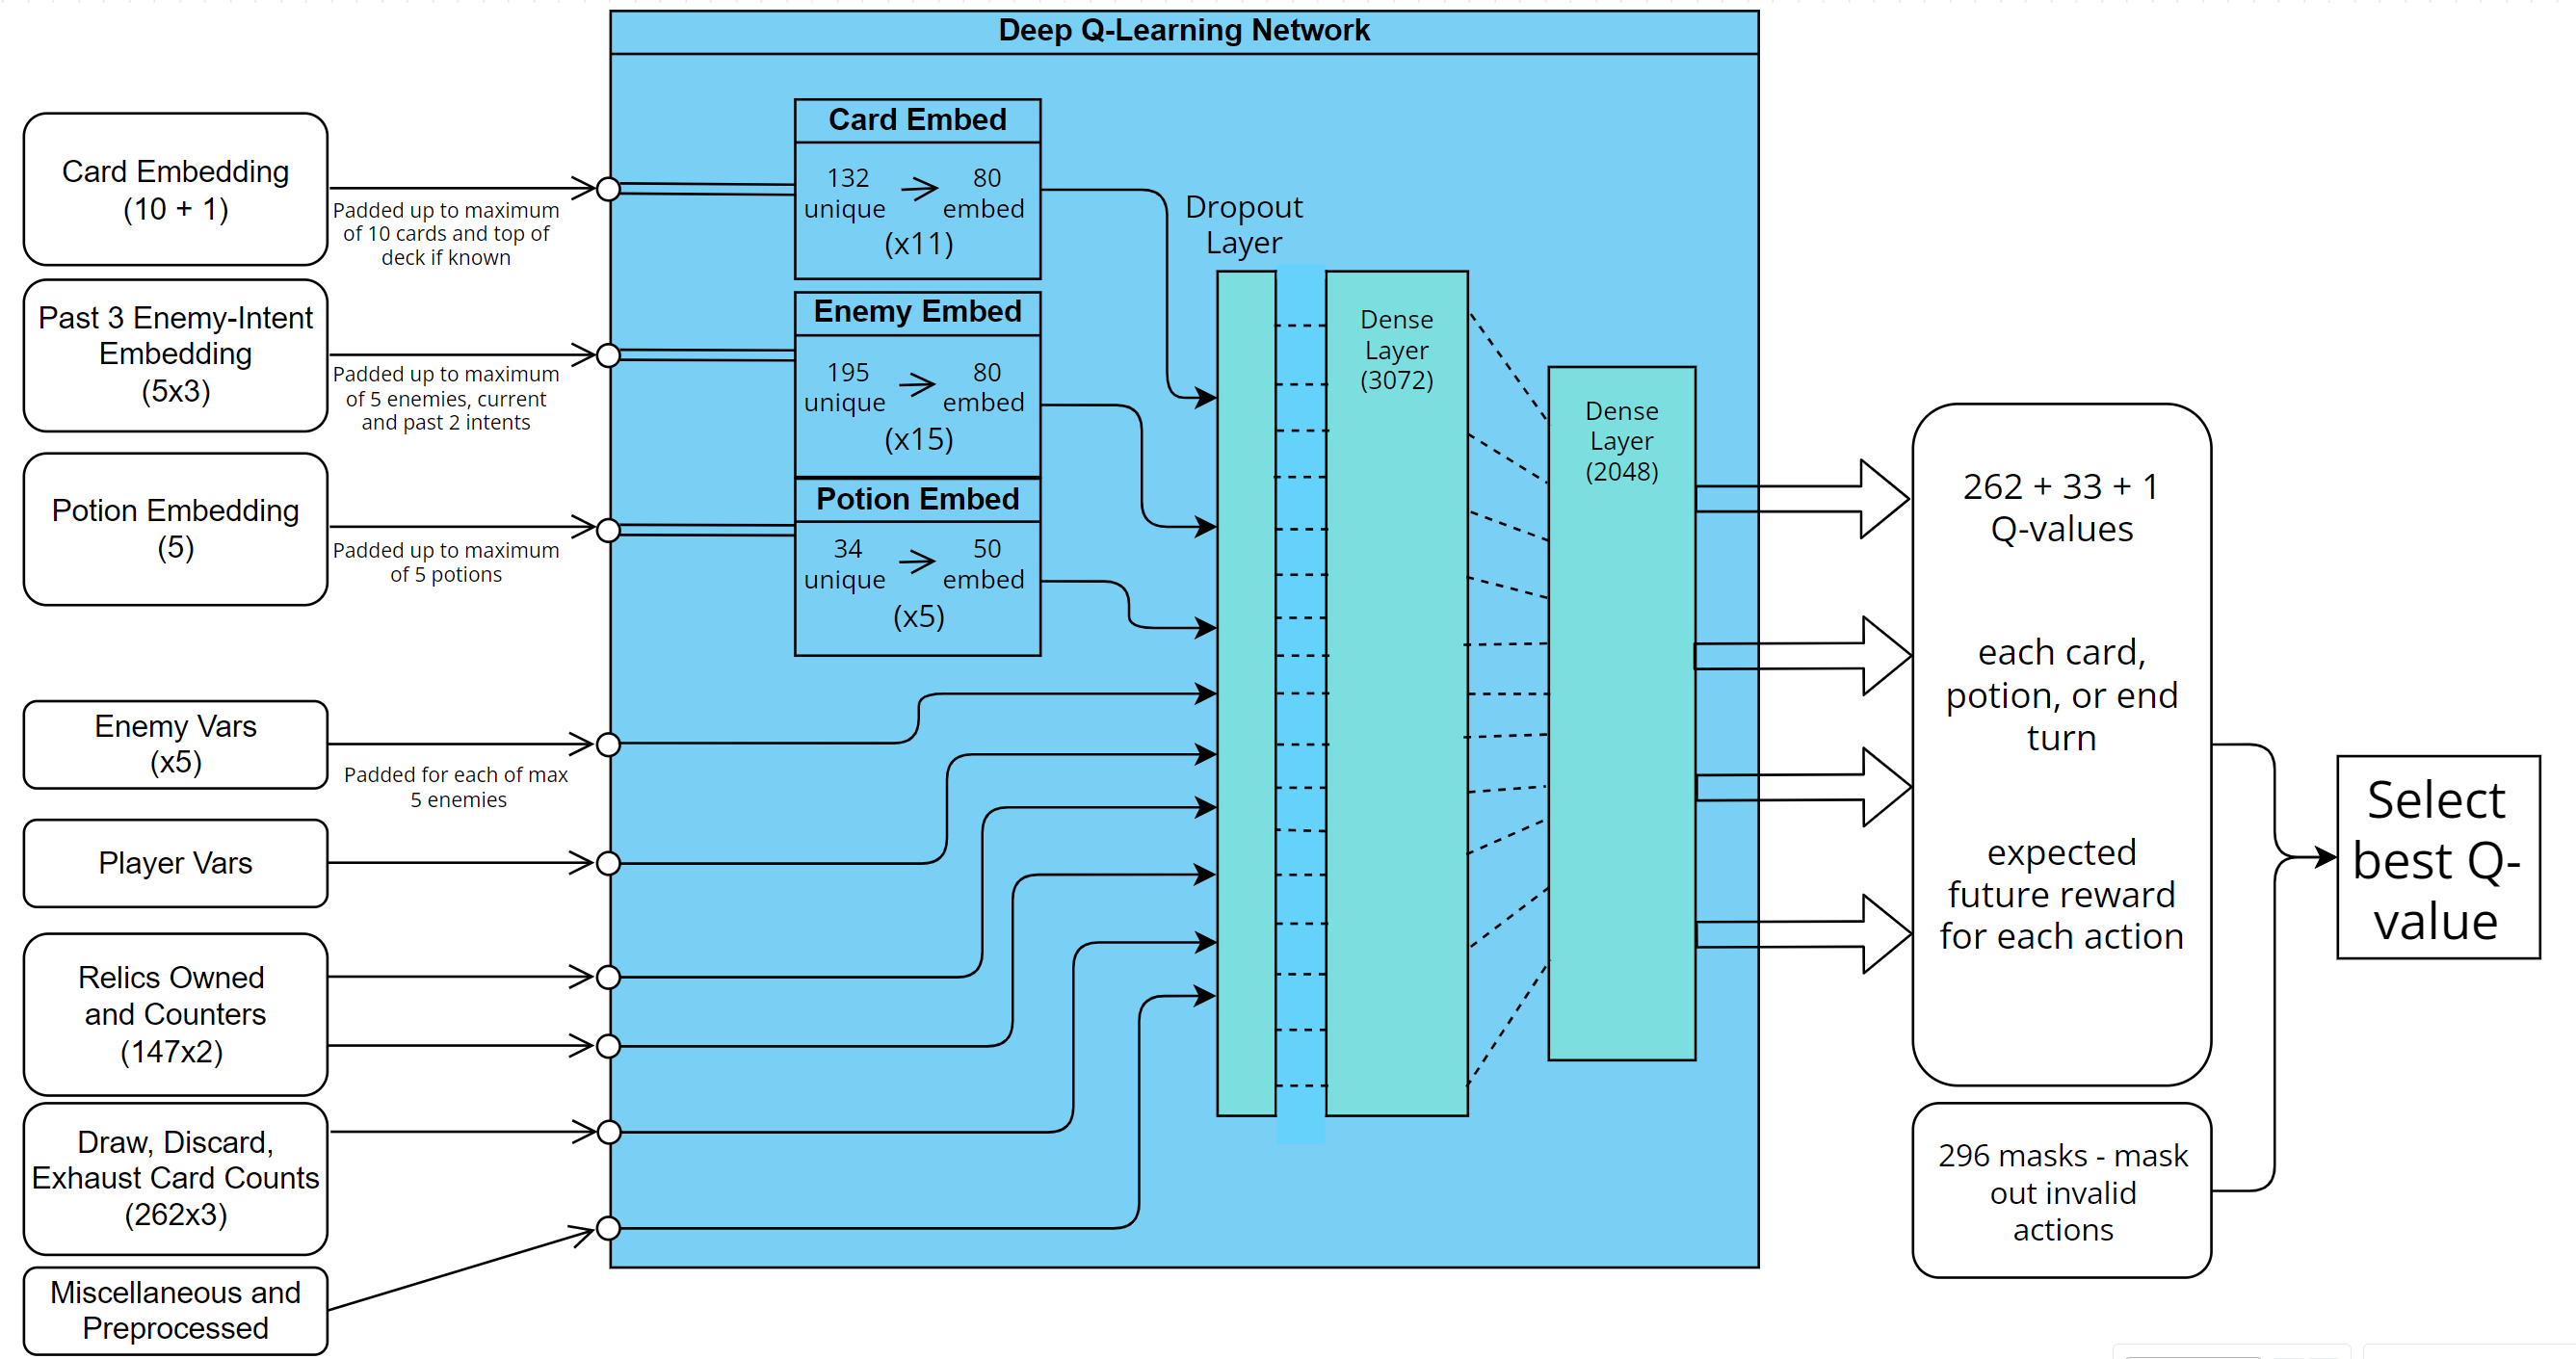 Deep Q-Learning Network
Card Embedding
(10 + 1)
Padded up to maximum
of 10 cards and top of
deck if known
Past 3 Enemy-Intent
Embedding
(5x3)
Padded up to maximum
of 5 enemies, current
and past 2 intents
Potion Embedding
(5)
Padded up to maximum
of 5 potions
Enemy Vars
(x5)
Padded for each of max
5 enemies
Player Vars
Relics Owned
and Counters
(147x2)
Draw, Discard,
Exhaust Card Counts
(262x3)
Miscellaneous and
Preprocessed
Card Embed
132 80
unique embed
(x11)
Enemy Embed
195 80
unique embed
(x15)
Potion Embed
34 50
unique embed
(x5)
Dropout
Layer
Dense
Layer
(3072)
Dense
Layer
(2048)
262 + 33 + 1
Q-values
each card,
potion, or end
turn
expected
future reward
for each action
296 masks - mask
out invalid
actions
Select
best Q-
value